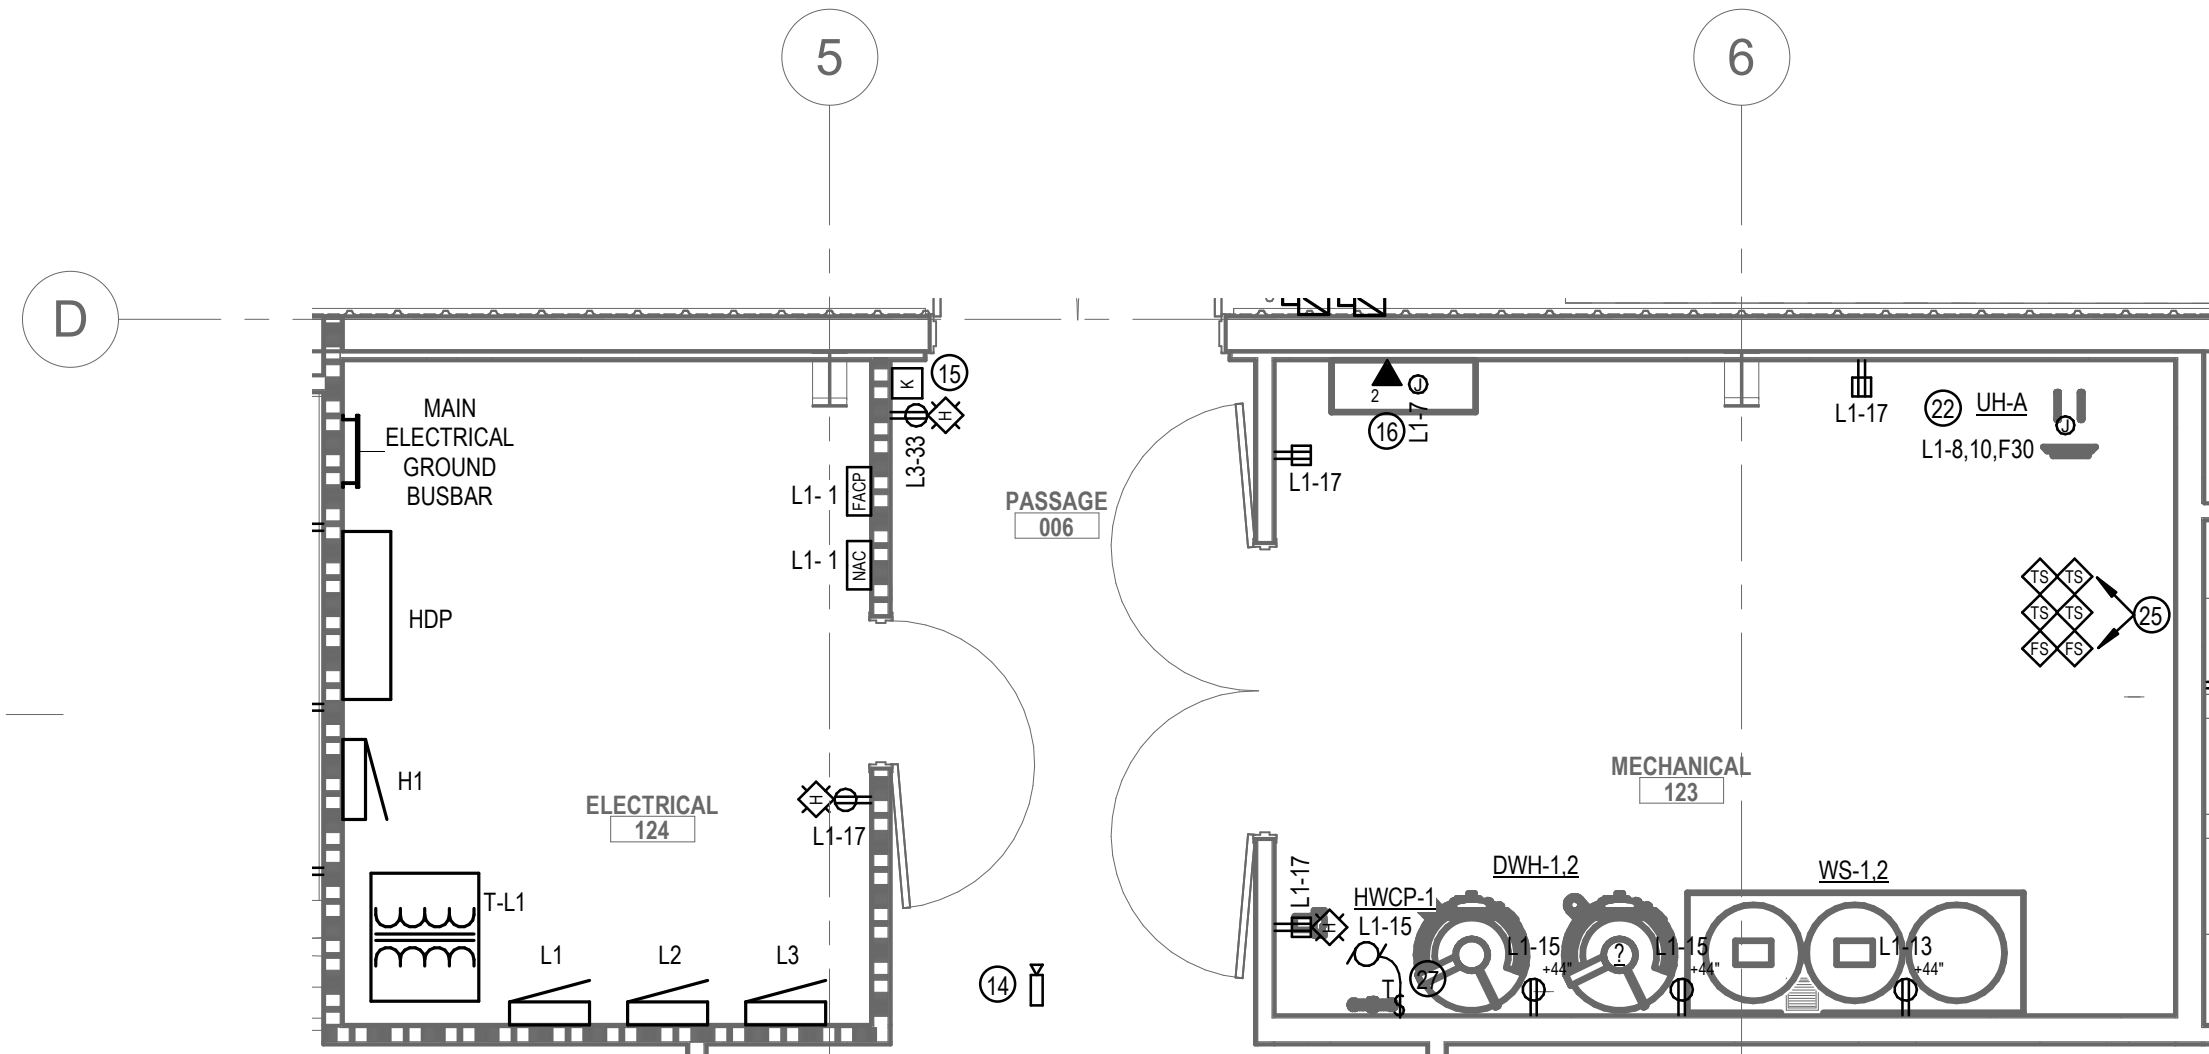 5
6
D
MAIN
ELECTRICAL
GROUND
BUSBAR
K
15
H
L3-33
L1- 1
FACP
L1- 1
NAC
HDP
PASSAGE
006
2
J
L1-7
16
L1-17
L1-17
22
UH-A
J
L1-8,10,F30
TS
TS
TS
TS
FS
FS
25
H1
ELECTRICAL
124
H
L1-17
MECHANICAL
123
T-L1
L1
L2
L3
14
L1-17
H
HWCP-1
L1-15
T
S
27
DWH-1,2
L1-15
+44"
?
L1-15
+44"
WS-1,2
L1-13
+44"